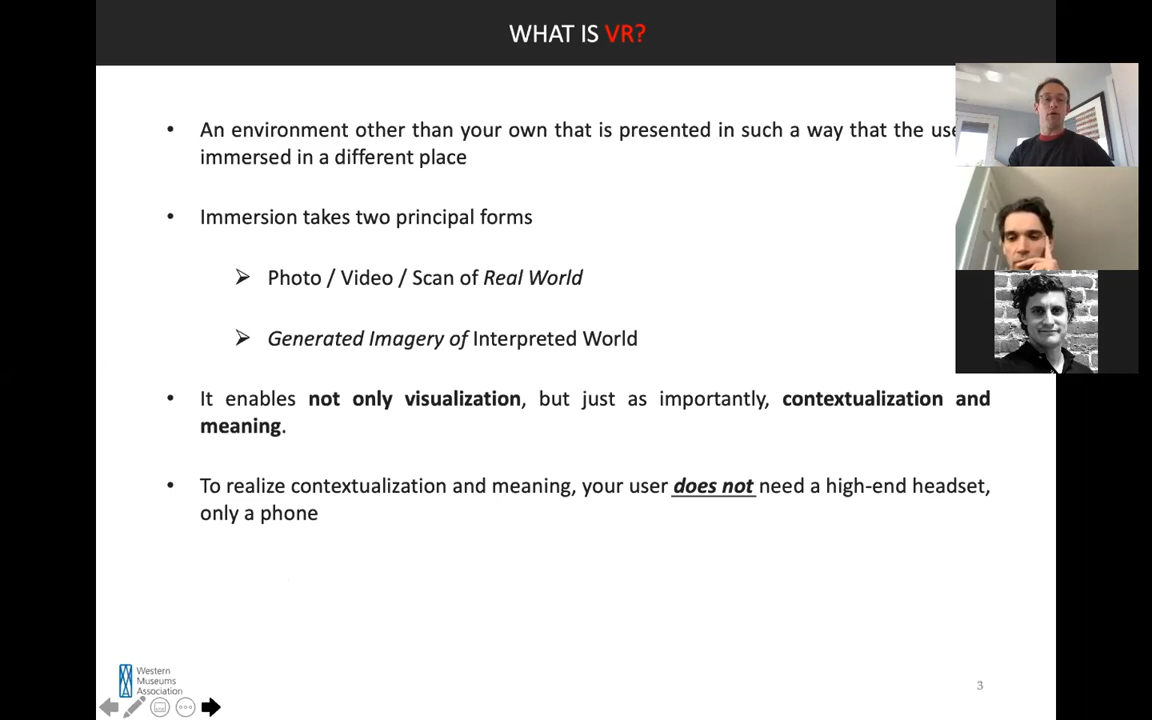 WHAT IS VR?
• An environment other than your own that is presented in such a way that the
immersed in a different place
• Immersion takes two principal forms
➢ Photo / Video / Scan of Real World
➢ Generated Imagery of Interpreted World
• It enables not only visualization, but just as importantly, contextualization and
meaning.
• To realize contextualization and meaning, your user does not need a high-end headset,
only a phone
Western
Museums
Association
3